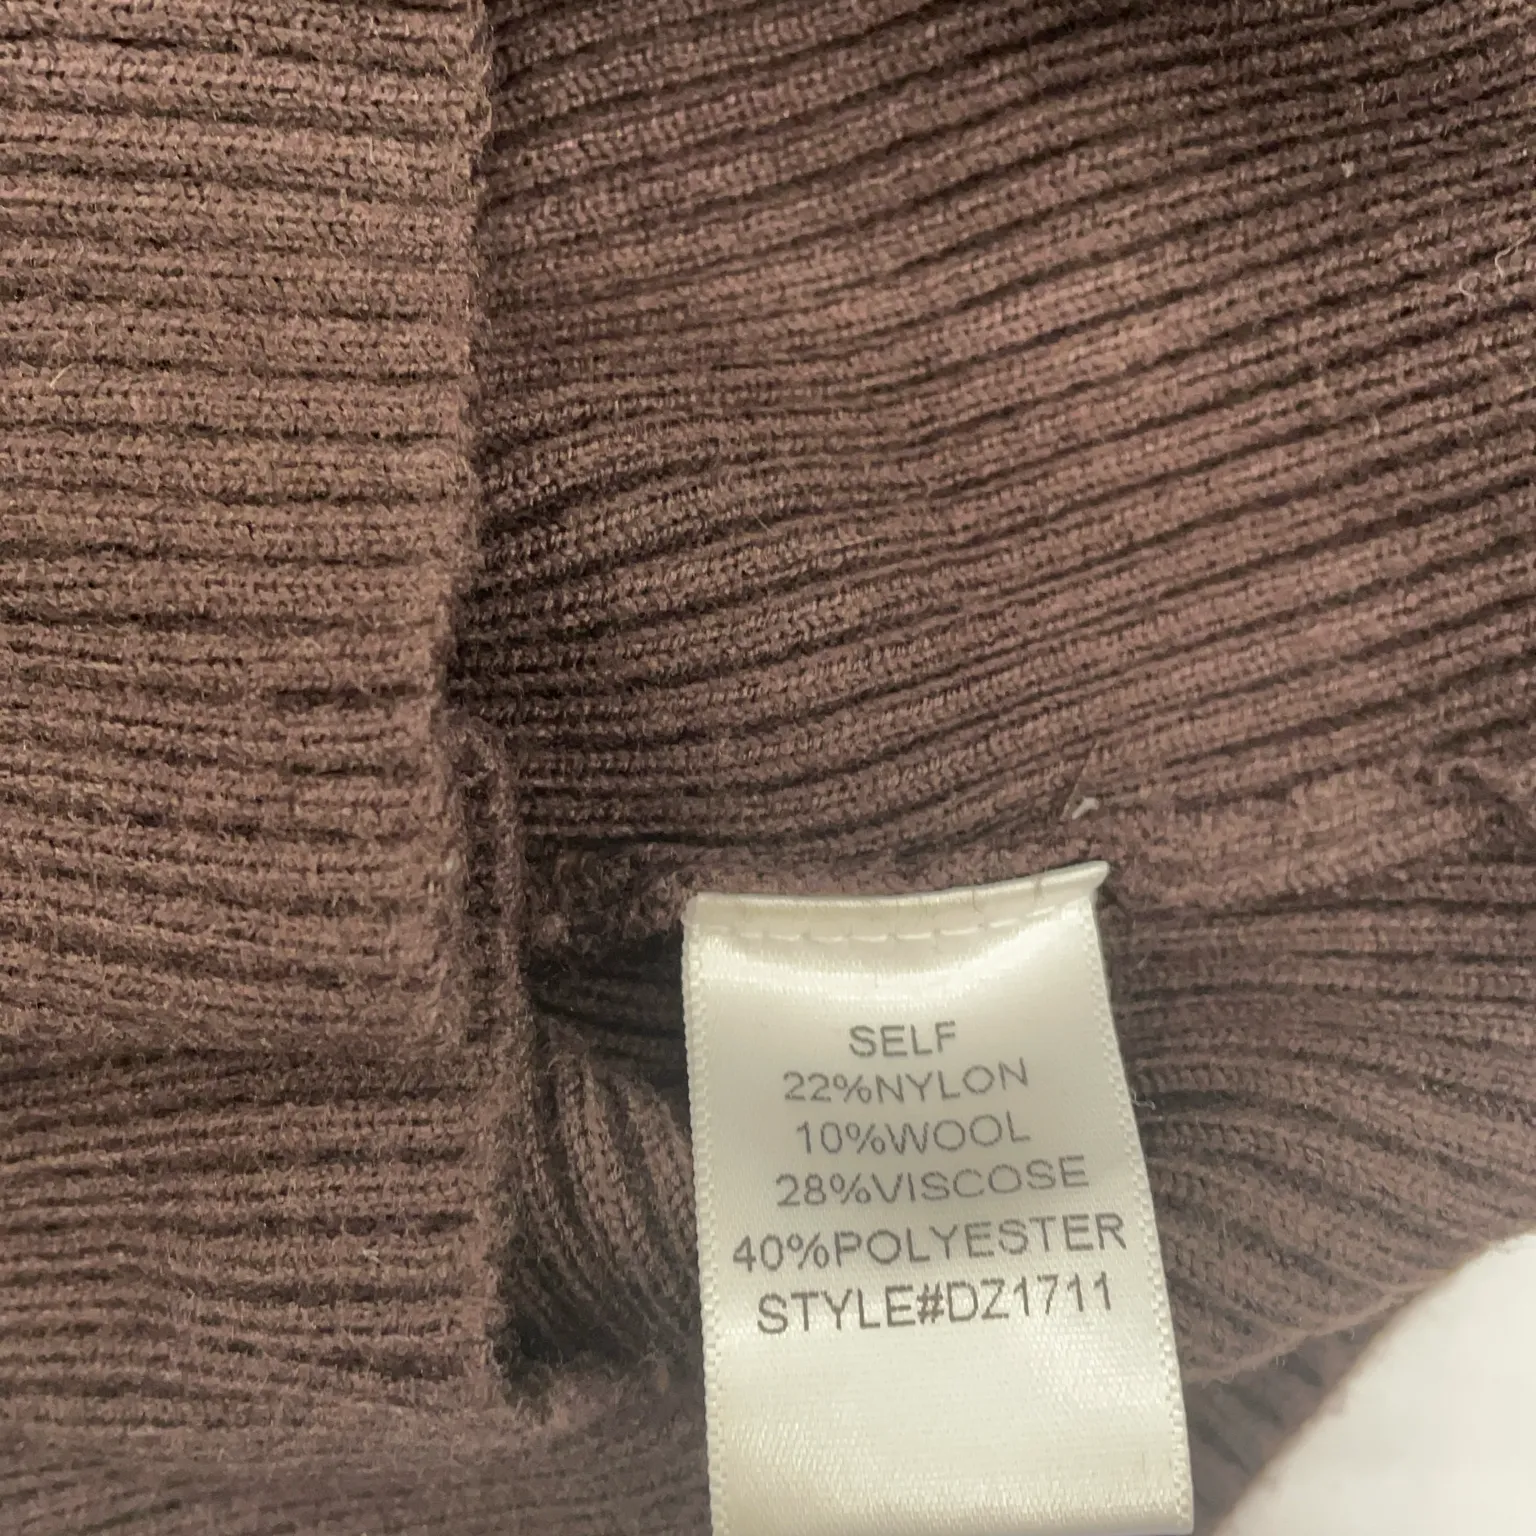 SELF
22%NYLON
10%WOOL
28%VISCOSE
40%POLYESTER
STYLE#DZ1711